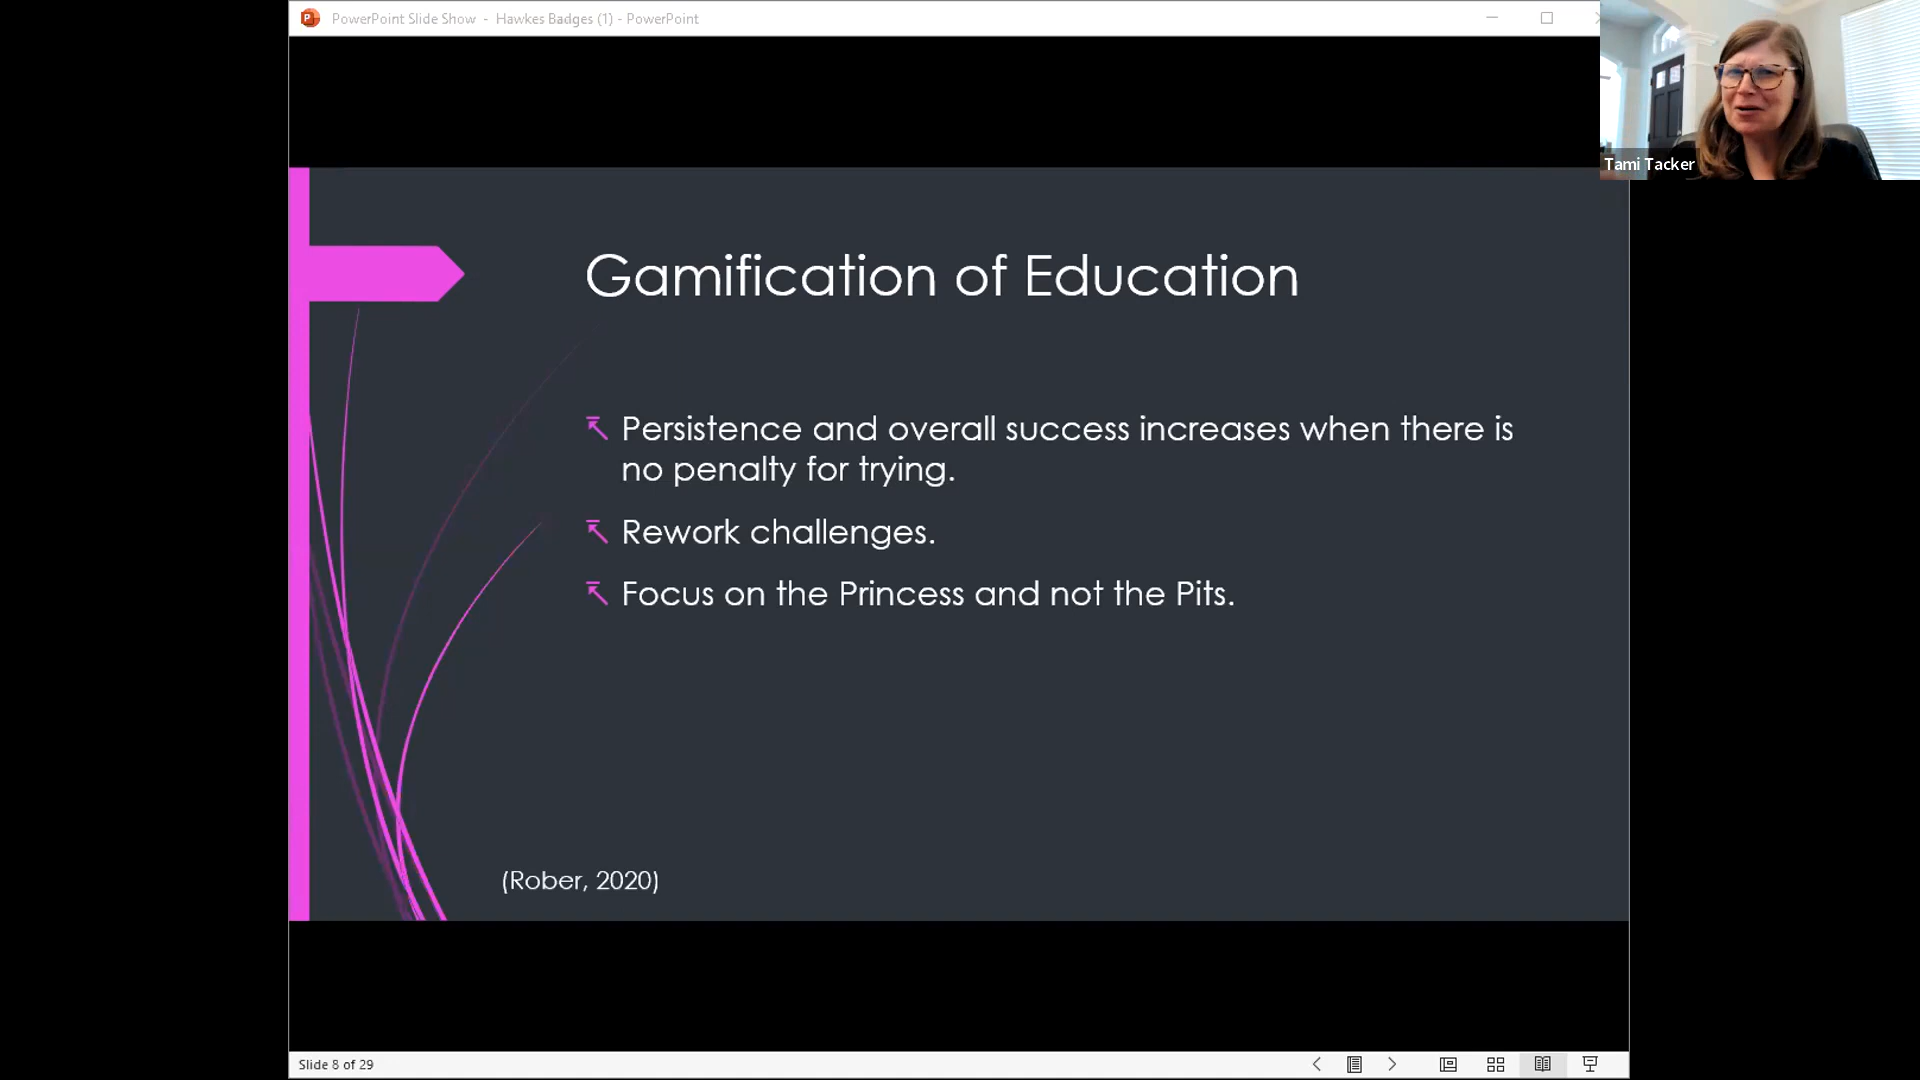 PowerPoint Slide Show - Hawkes Badges (1) - PowerPoint
Tami Tacker
Gamification of Education
Persistence and overall success increases when there is
no penalty for trying.
Rework challenges.
Focus on the Princess and not the Pits.
(Rober, 2020)
Slide 8 of 29